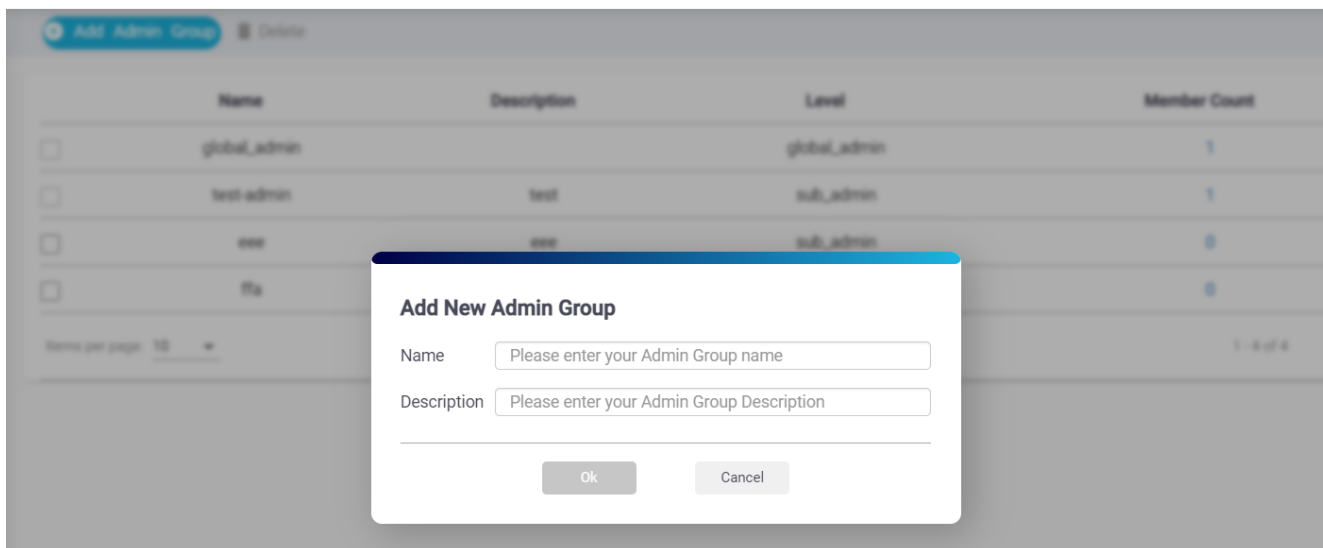 Add Admin Group Delete
Name Description Level Member Count
global_admin global_admin 1
test-admin test sub_admin 1
eee eee sub_admin 0
ffa 0
Items per page: 10 1 - 4 of 4
Add New Admin Group
Name Please enter your Admin Group name
Description Please enter your Admin Group Description
Ok Cancel